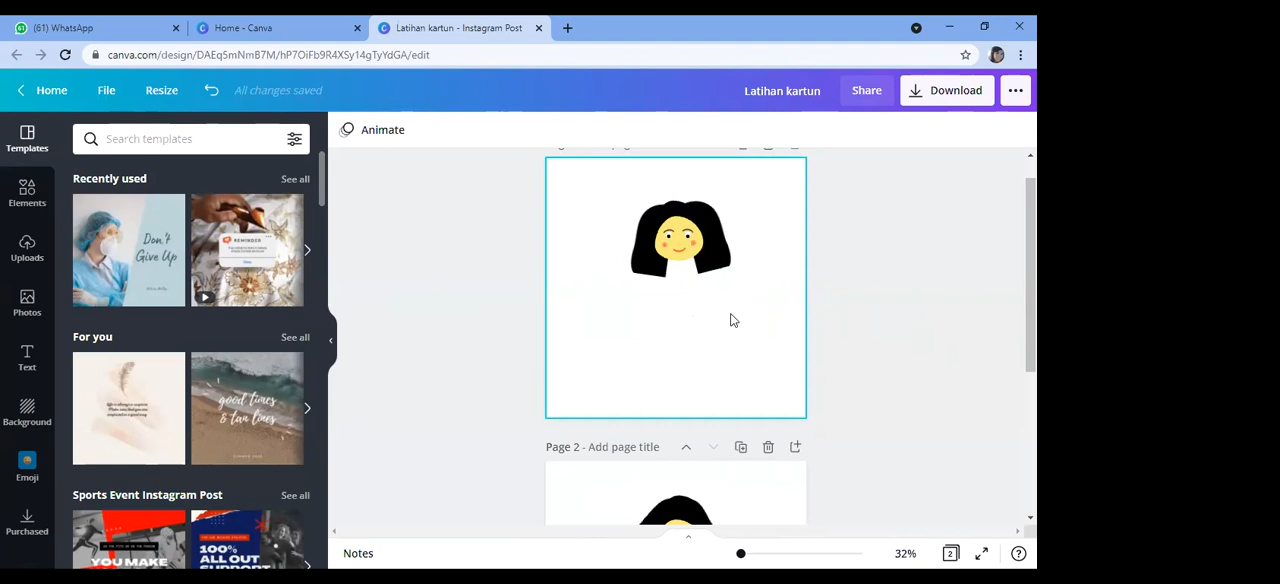 (61) WhatsApp
Home - Canva
Latihan kartun - Instagram Post
canva.com/design/DAEq5mNmB7M/hP7OiFb9R4XSy14gTyYdGA/edit
Home File Resize All changes saved Latihan kartun Share Download
Templates
Elements
Uploads
Photos
Text
Background
Emoji
Purchased
Search templates
Recently used See all
Don't
Give Up
REMINDER
For you See all
good times
& tan lines
Sports Event Instagram Post See all
YOU MAKE
100%
ALL OUT
SUPPORT
Animate
Page 2 - Add page title
Notes 32% 2